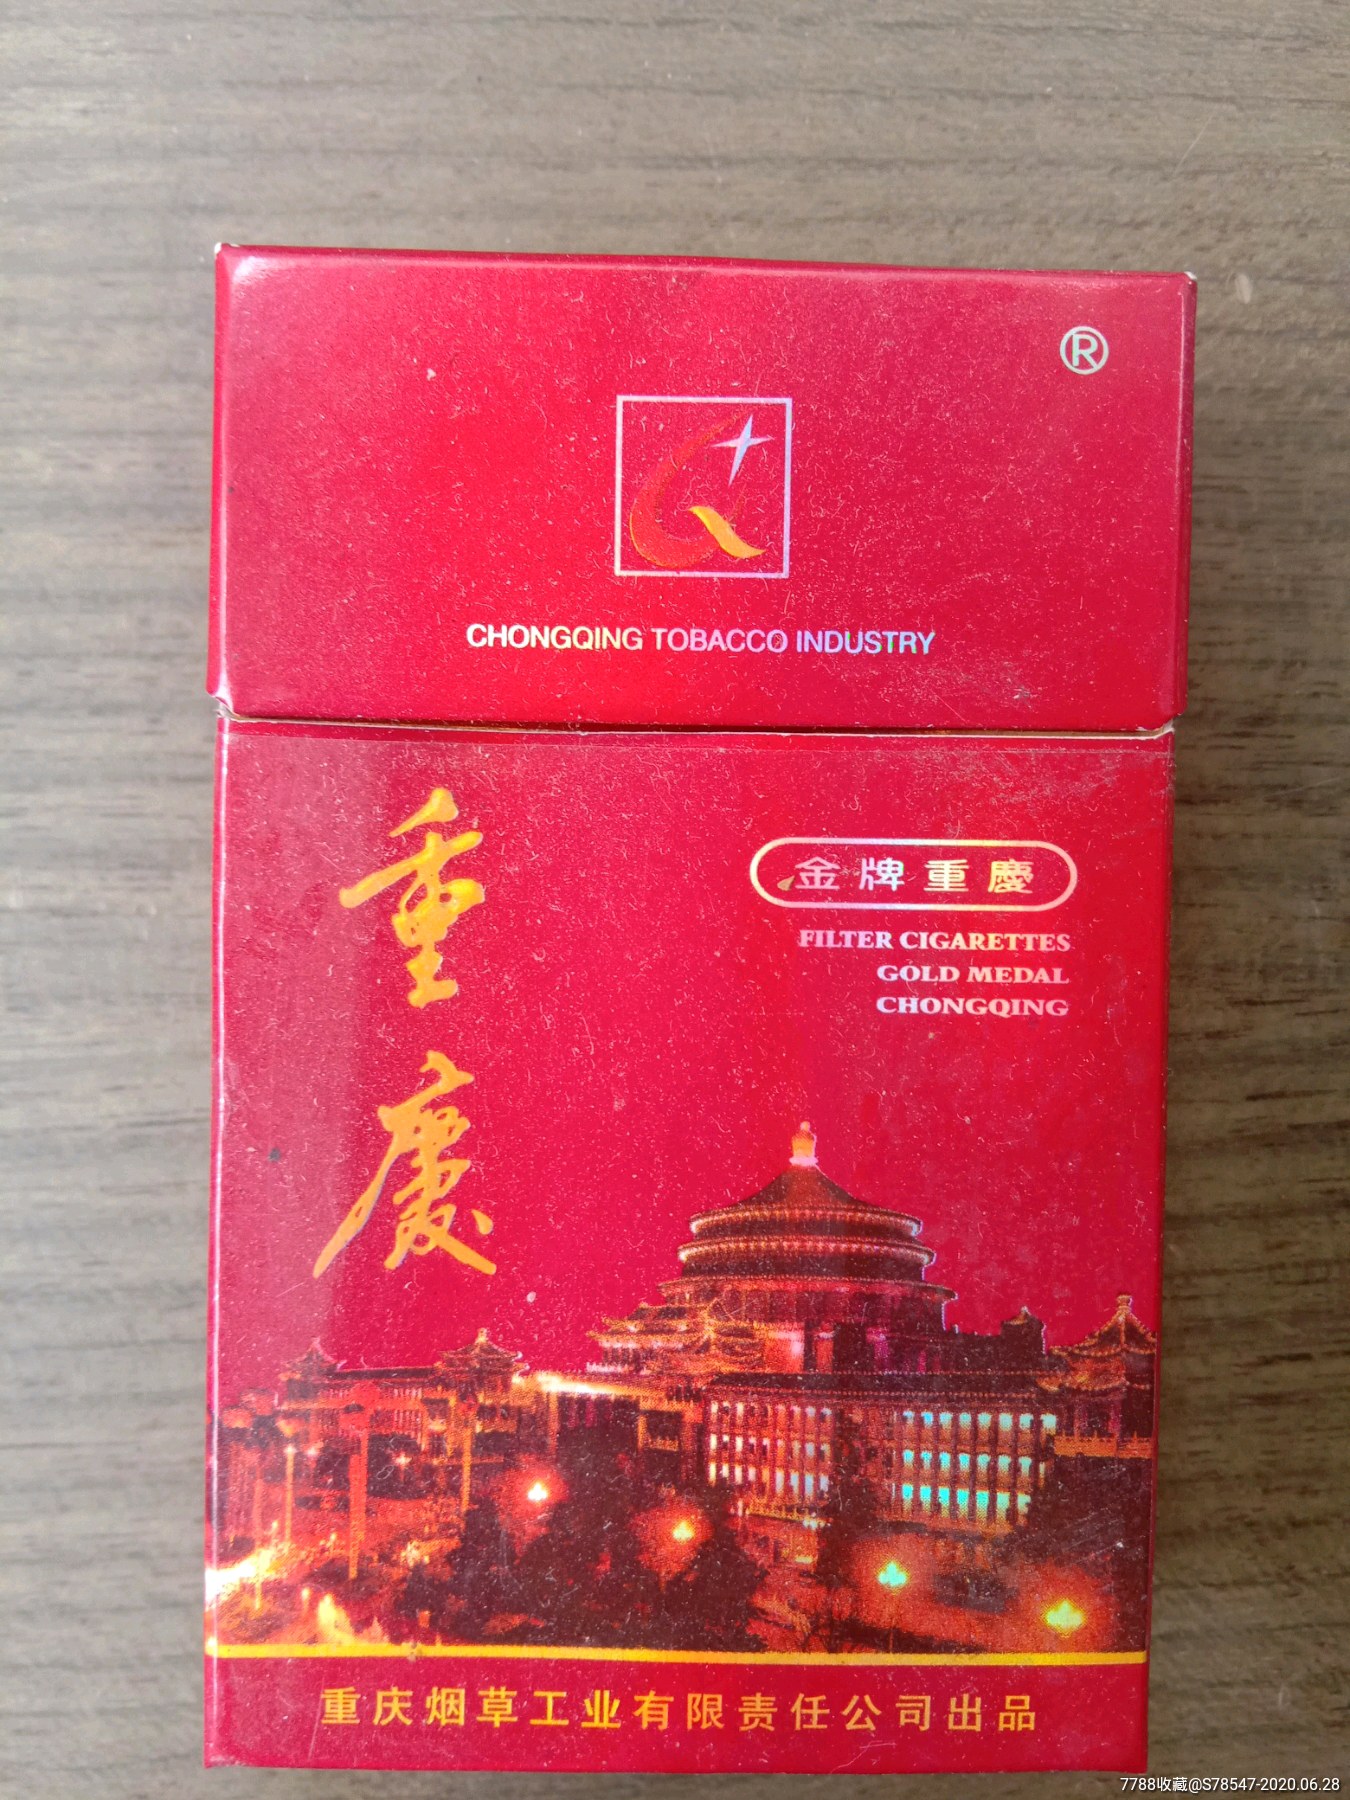 ®
CHONGQING TOBACCO INDUSTRY
重慶
金牌重慶
FILTER CIGARETTES
GOLD MEDAL
CHONGQING
重庆烟草工业有限责任公司出品
7788收藏@S78547-2020.06.28